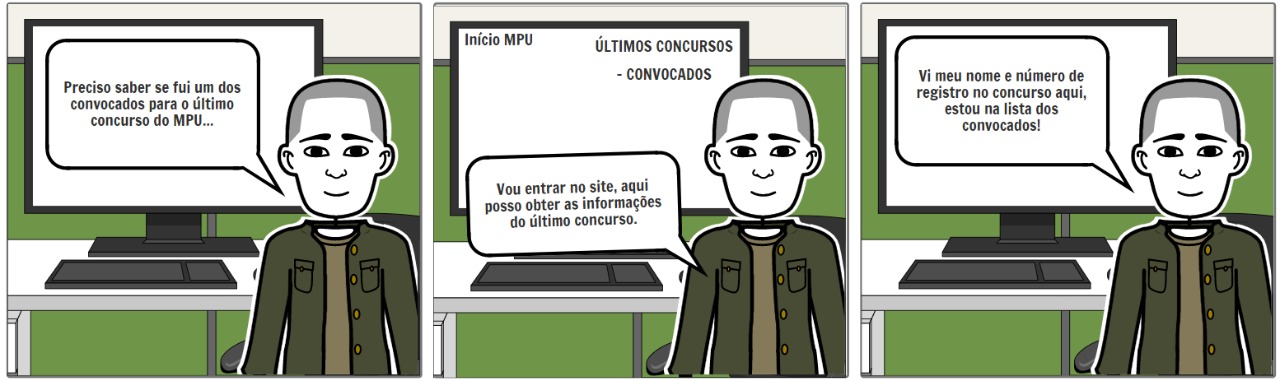 Preciso saber se fui um dos
convocados para o último
concurso do MPU...
Início MPU
ÚLTIMOS CONCURSOS
- CONVOCADOS
Vou entrar no site, aqui
posso obter as informações
do último concurso.
Vi meu nome e número de
registro no concurso aqui,
estou na lista dos
convocados!